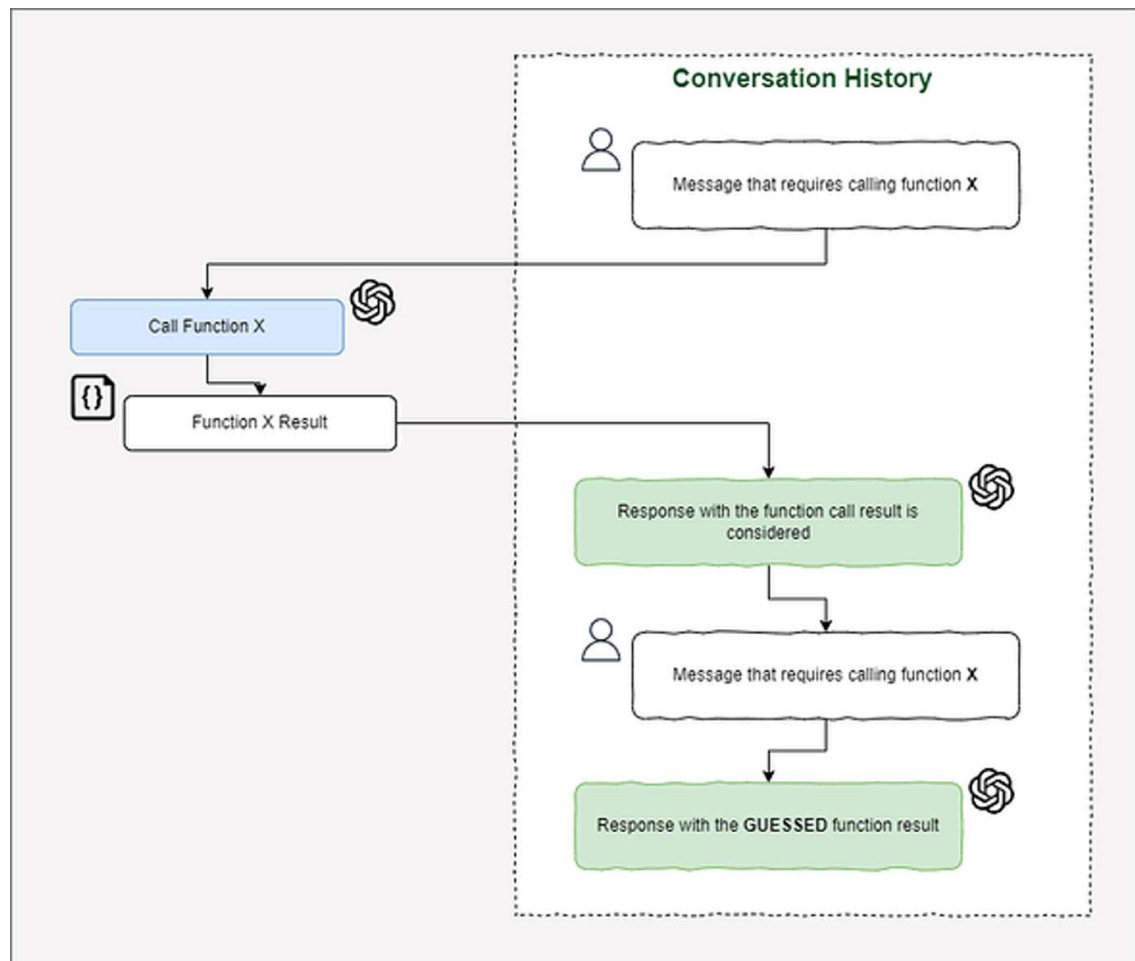 Conversation History
Message that requires calling function X
Call Function X
{}
Function X Result
Response with the function call result is
considered
Message that requires calling function X
Response with the GUESSED function result